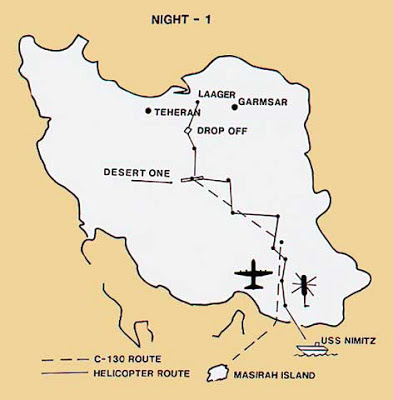 NIGHT - 1
LAAGER
TEHERAN
GARMSAR
DROP OFF
DESERT ONE
USS NIMITZ
C-130 ROUTE
HELICOPTER ROUTE
MASIRAH ISLAND